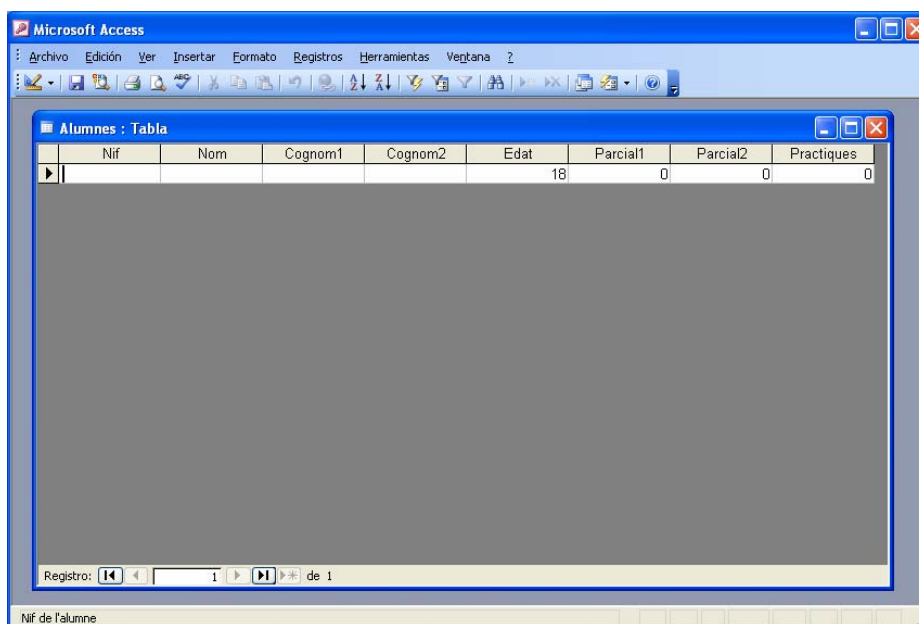 Microsoft Access
Archivo Edición Ver Insertar Formato Registros Herramientas Ventana ?
Alumnes : Tabla
Nif Nom Cognom1 Cognom2 Edat Parcial1 Parcial2 Practiques
18 0 0 0
Registro: 1 de 1
Nif de l'alumne